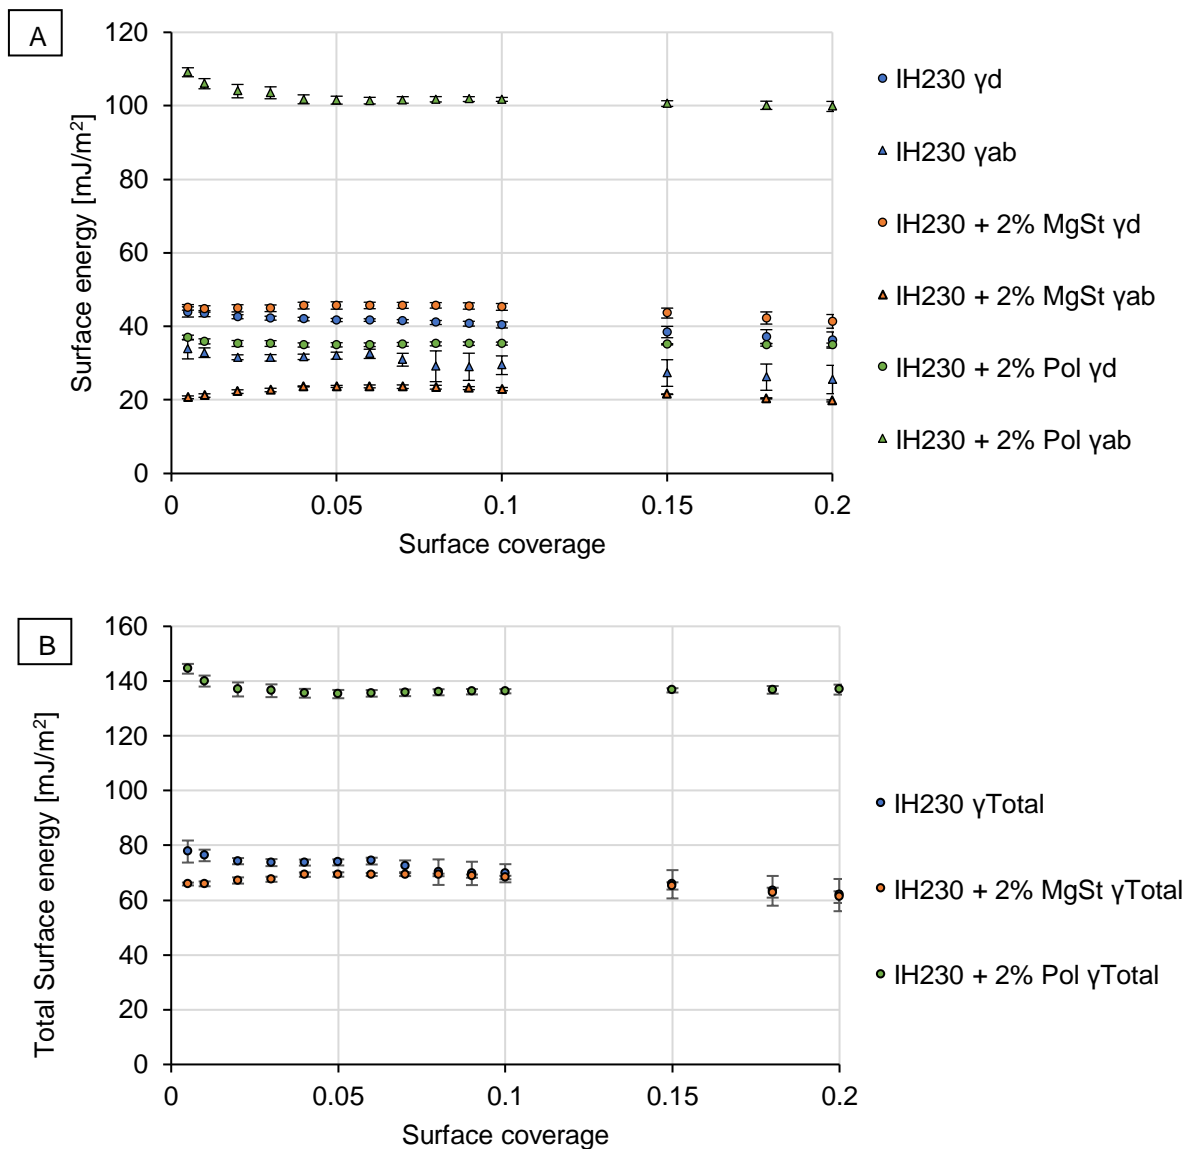 A
120
100
80
60
40
20
0
Surface energy [mJ/m²]
0 0.05 0.1 0.15 0.2
Surface coverage
IH230 γd
IH230 γab
IH230 + 2% MgSt γd
IH230 + 2% MgSt γab
IH230 + 2% Pol γd
IH230 + 2% Pol γab
B
160
140
120
100
80
60
40
20
0
Total Surface energy [mJ/m²]
0 0.05 0.1 0.15 0.2
Surface coverage
IH230 γTotal
IH230 + 2% MgSt γTotal
IH230 + 2% Pol γTotal